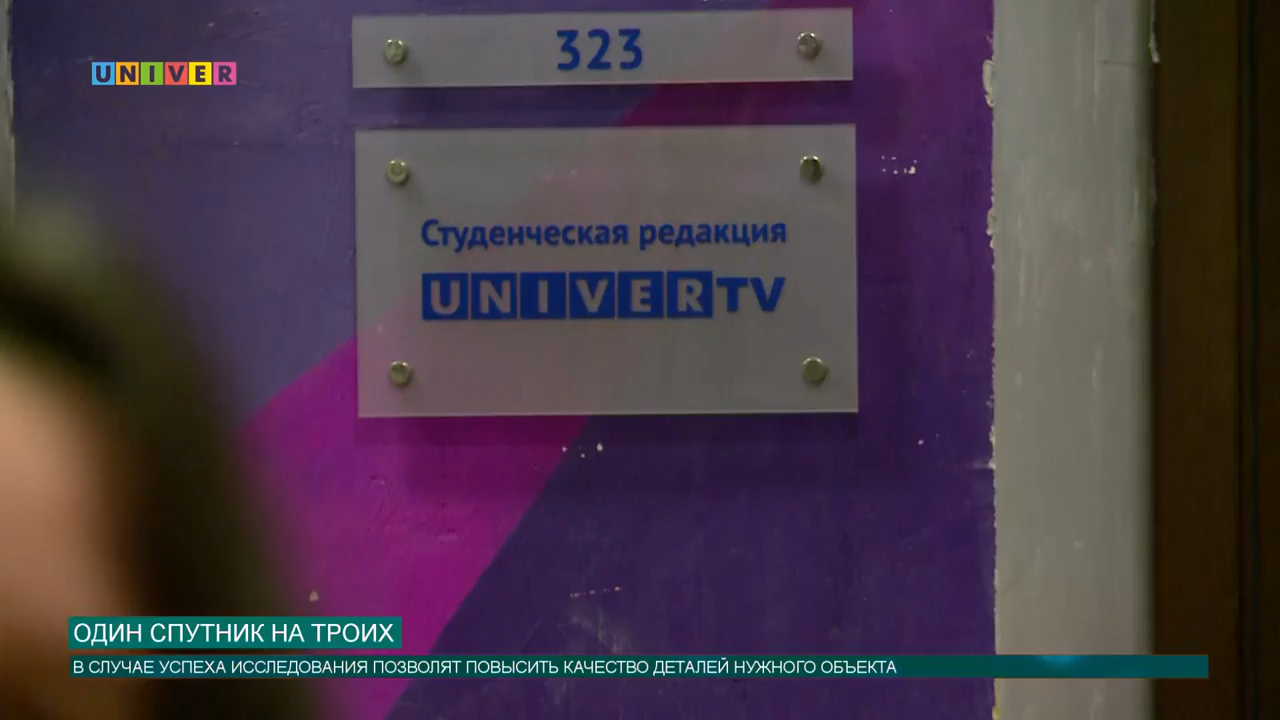 323
UNIVER
Студенческая редакция
UNIVERTV
ОДИН СПУТНИК НА ТРОИХ
В СЛУЧАЕ УСПЕХА ИССЛЕДОВАНИЯ ПОЗВОЛЯТ ПОВЫСИТЬ КАЧЕСТВО ДЕТАЛЕЙ НУЖНОГО ОБЪЕКТА